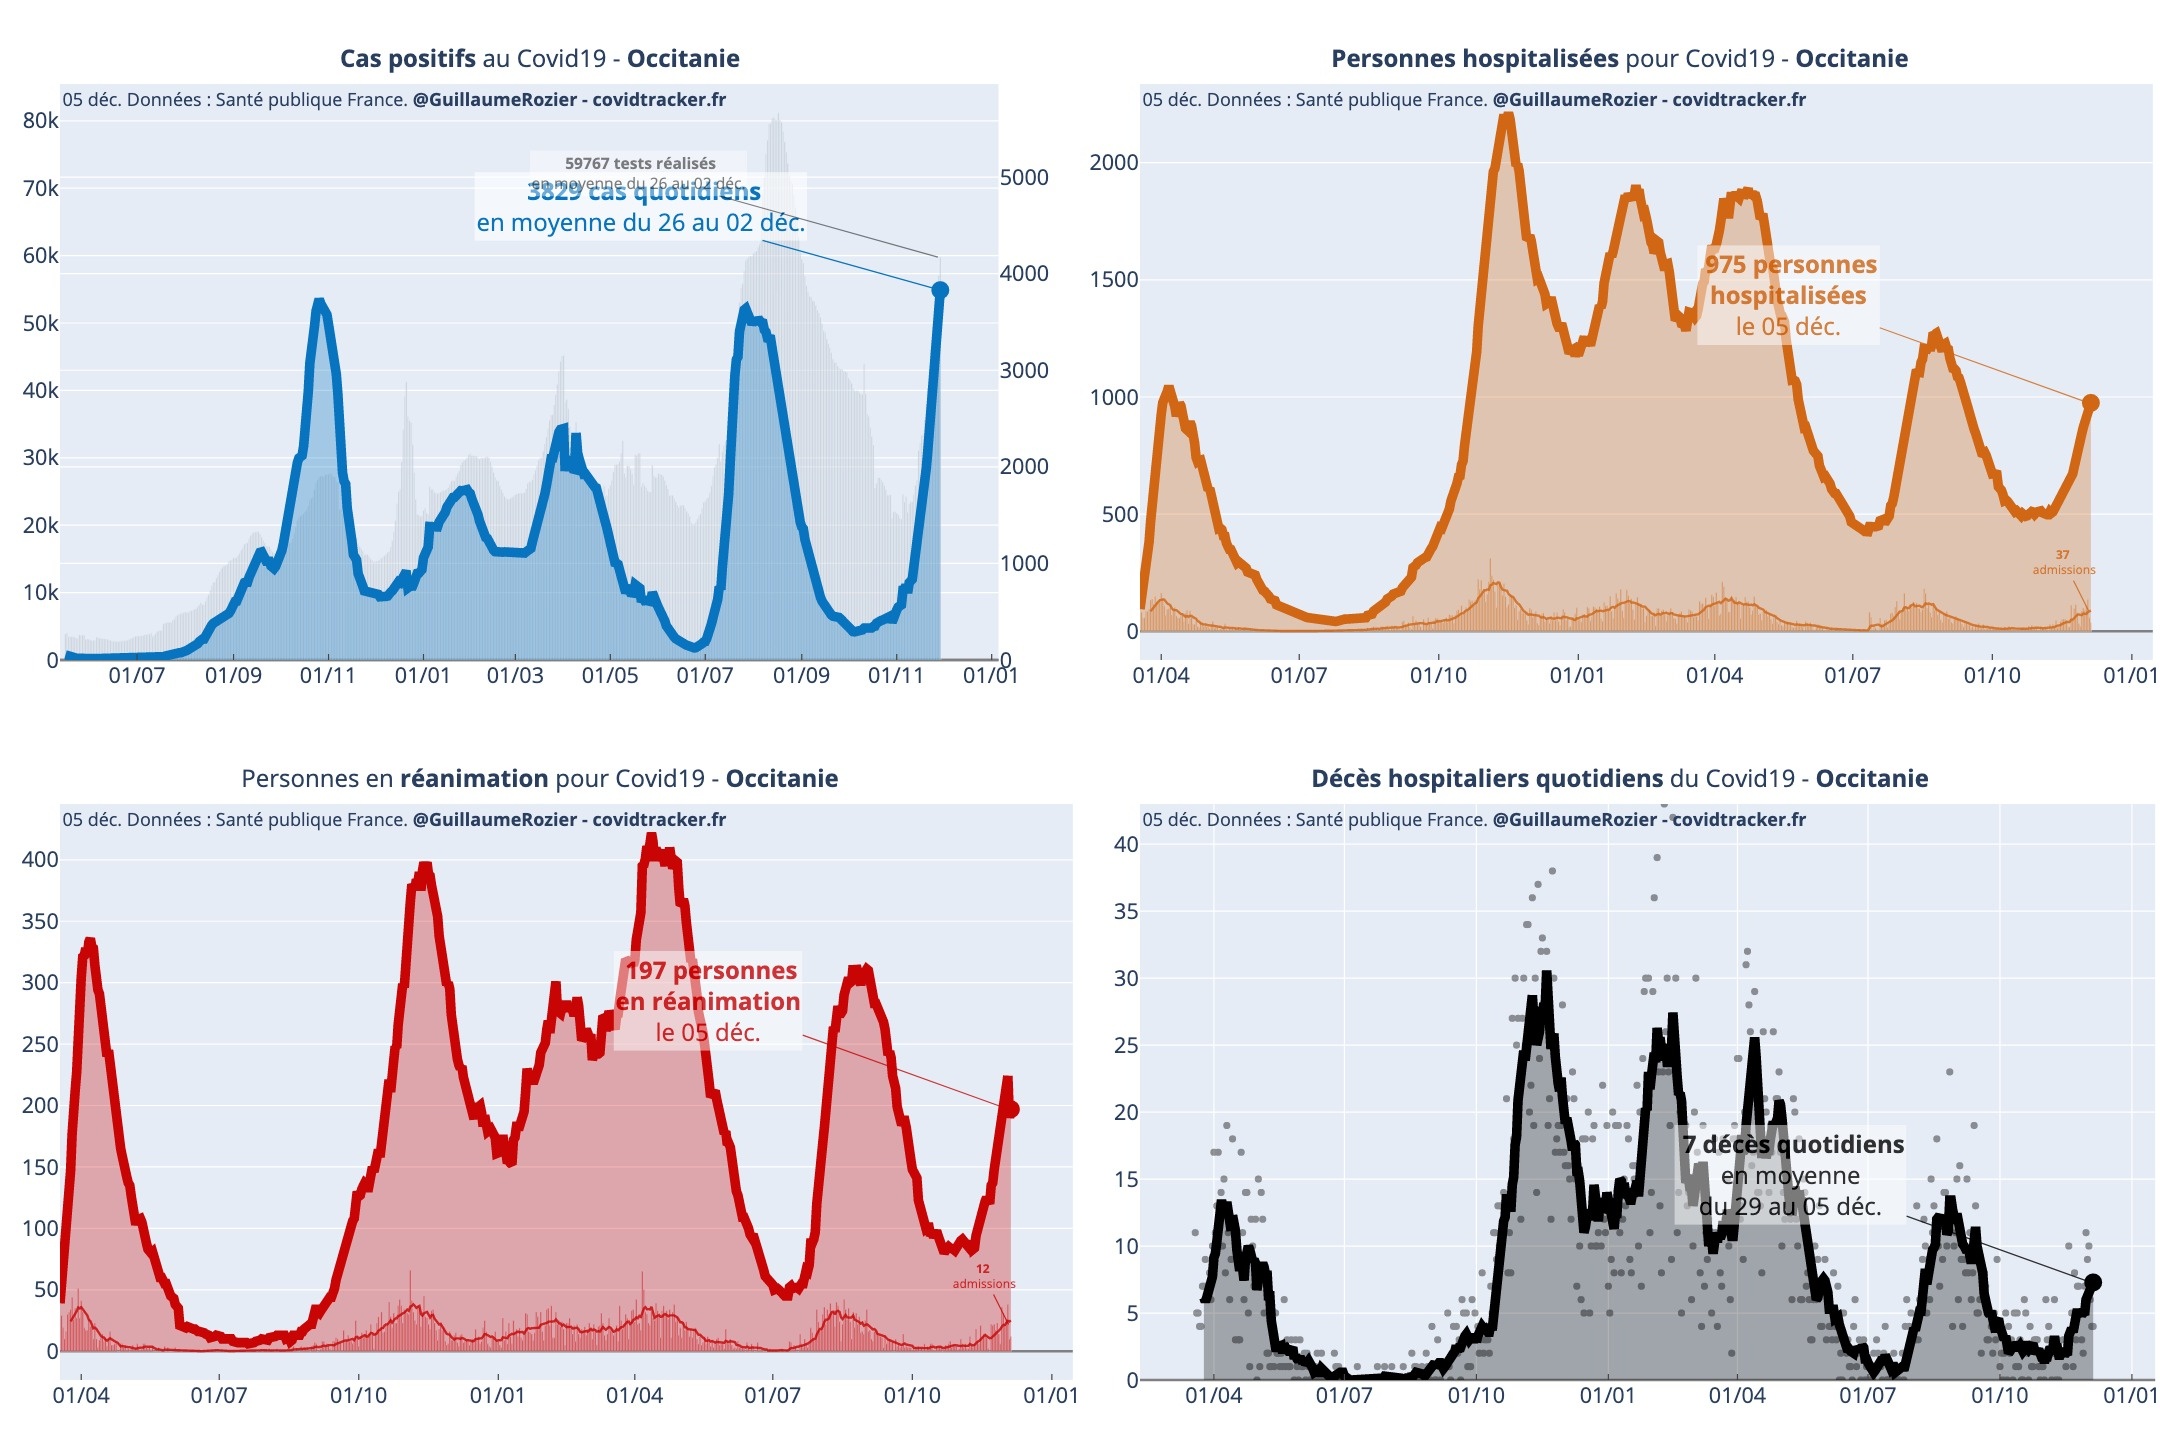 Cas positifs au Covid19 - Occitanie
05 déc. Données : Santé publique France. @GuillaumeRozier - covidtracker.fr
80k
70k
60k
50k
40k
30k
20k
10k
0
5000
4000
3000
2000
1000
0
59767 tests réalisés
en moyenne du 26 au 02 déc.
3829 cas quotidiens
en moyenne du 26 au 02 déc.
01/07 01/09 01/11 01/01 01/03 01/05 01/07 01/09 01/11 01/01
Personnes hospitalisées pour Covid19 - Occitanie
05 déc. Données : Santé publique France. @GuillaumeRozier - covidtracker.fr
2000
1500
1000
500
0
975 personnes
hospitalisées
le 05 déc.
37
admissions
01/04 01/07 01/10 01/01 01/04 01/07 01/10 01/01
Personnes en réanimation pour Covid19 - Occitanie
05 déc. Données : Santé publique France. @GuillaumeRozier - covidtracker.fr
400
350
300
250
200
150
100
50
0
197 personnes
en réanimation
le 05 déc.
12
admissions
01/04 01/07 01/10 01/01 01/04 01/07 01/10 01/01
Décès hospitaliers quotidiens du Covid19 - Occitanie
05 déc. Données : Santé publique France. @GuillaumeRozier - covidtracker.fr
40
35
30
25
20
15
10
5
0
7 décès quotidiens
en moyenne
du 29 au 05 déc.
01/04 01/07 01/10 01/01 01/04 01/07 01/10 01/01